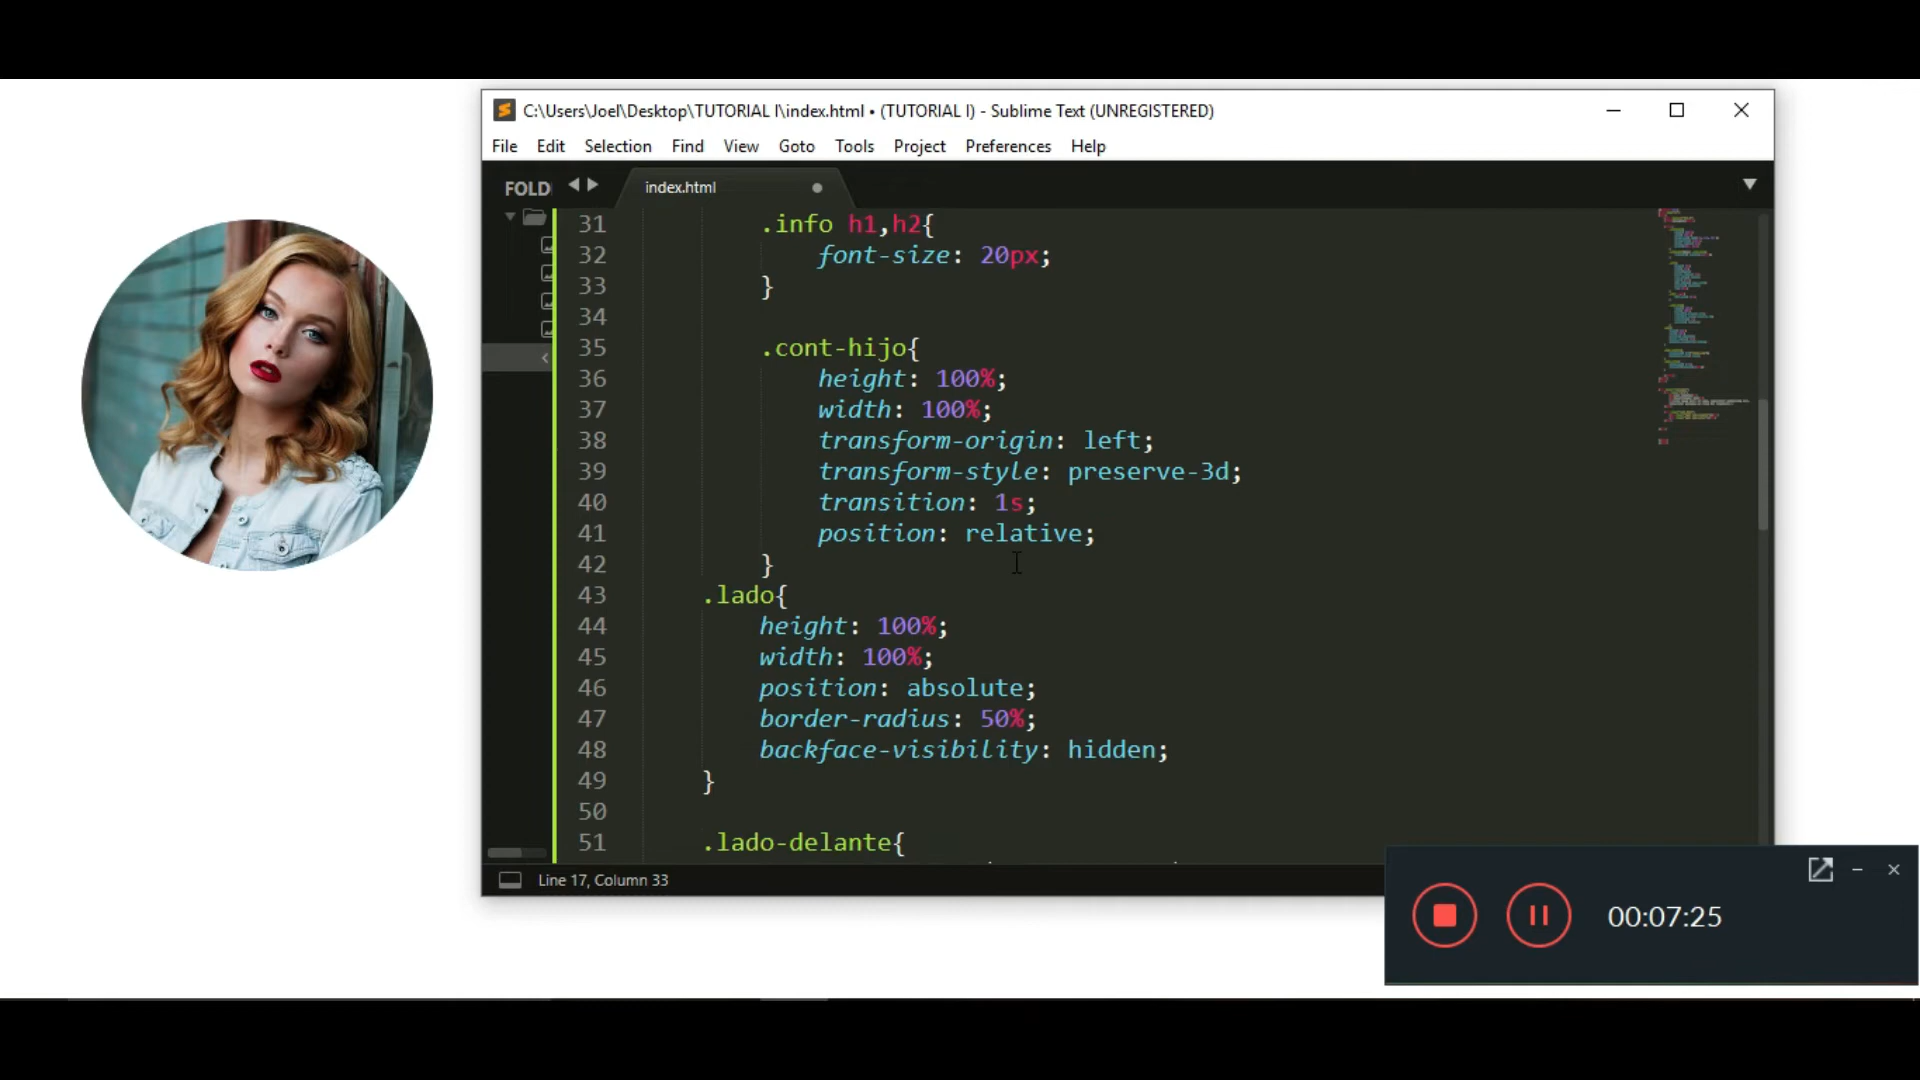 C:\Users\Joel\Desktop\TUTORIAL I\index.html • (TUTORIAL I) - Sublime Text (UNREGISTERED)
File Edit Selection Find View Goto Tools Project Preferences Help
FOLD
index.html
31 .info h1,h2{
32 font-size: 20px;
33 }
34
35 .cont-hijo{
36 height: 100%;
37 width: 100%;
38 transform-origin: left;
39 transform-style: preserve-3d;
40 transition: 1s;
41 position: relative;
42 }
43 .lado{
44 height: 100%;
45 width: 100%;
46 position: absolute;
47 border-radius: 50%;
48 backface-visibility: hidden;
49 }
50
51 .lado-delante{
Line 17, Column 33
00:07:25